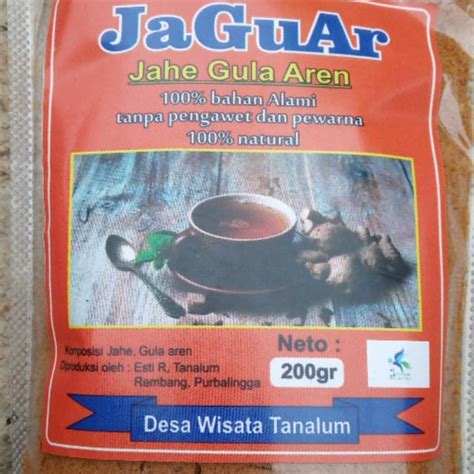 JaGuAr
Jahe Gula Aren
100% bahan Alami
tanpa pengawet dan pewarna
100% natural
Komposisi Jahe, Gula aren
Diproduksi oleh : Esti R, Tanalum
Rembang, Purbalingga
Neto :
200gr
Desa Wisata Tanalum